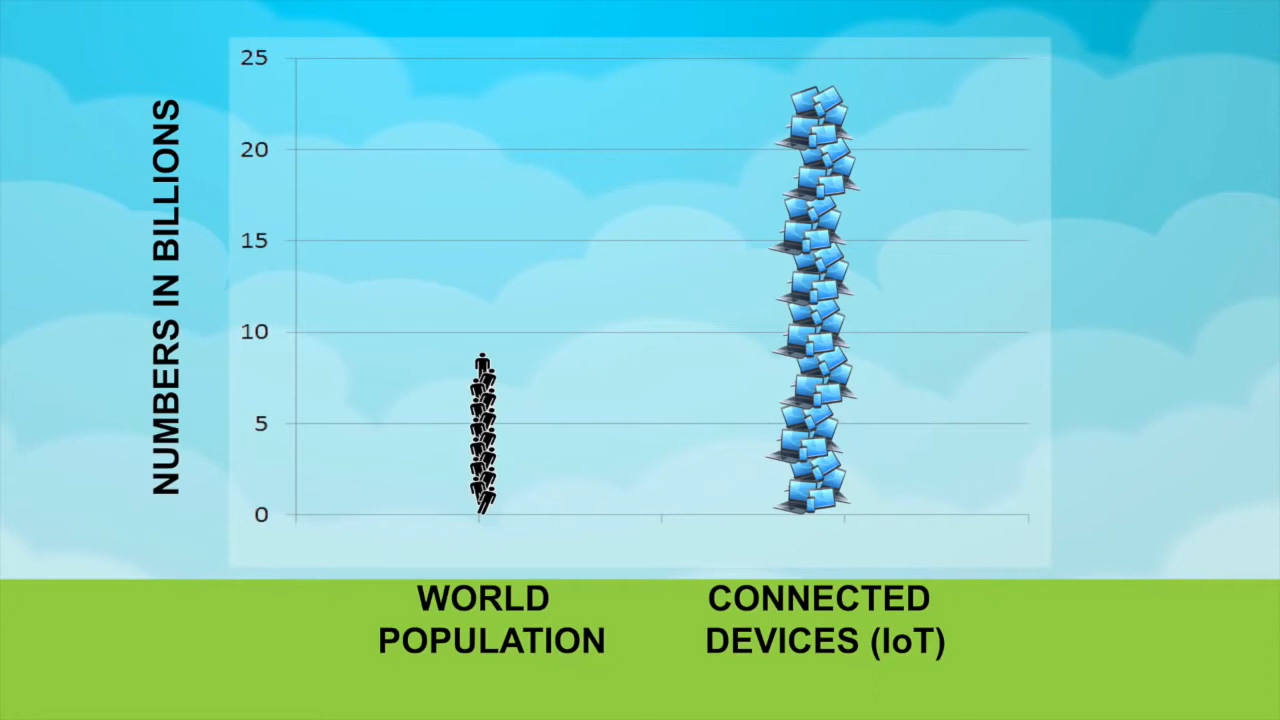 NUMBERS IN BILLIONS
25
20
15
10
5
0
WORLD
POPULATION
CONNECTED
DEVICES (IoT)